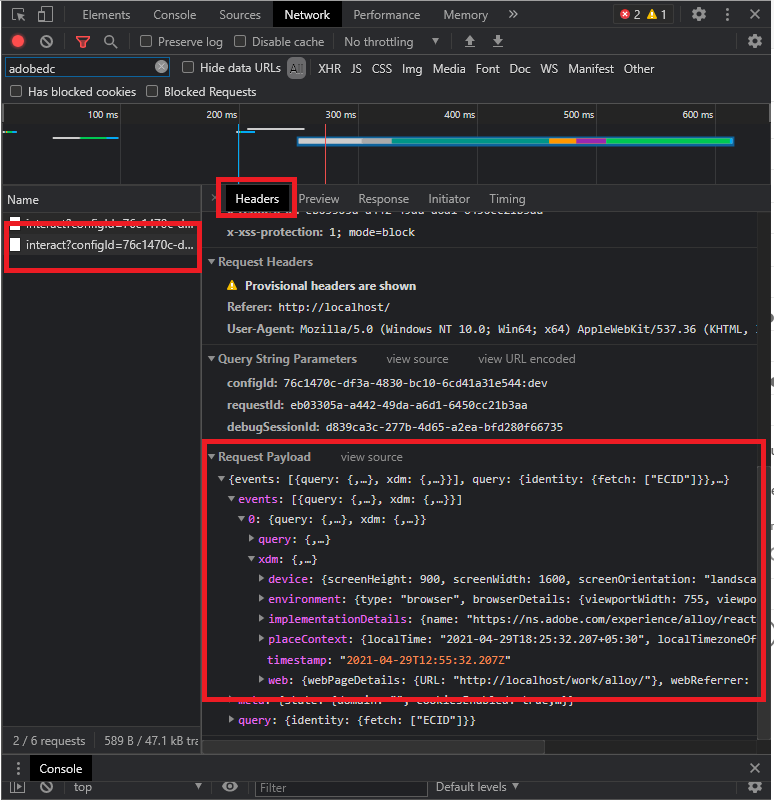 Elements Console Sources Network Performance Memory » 2 1
Preserve log Disable cache No throttling
adobedc Hide data URLs All XHR JS CSS Img Media Font Doc WS Manifest Other
Has blocked cookies Blocked Requests
100 ms 200 ms 300 ms 400 ms 500 ms 600 ms
Name
Headers Preview Response Initiator Timing
interact?configId=76c1470c-d...
interact?configId=76c1470c-d...
x-xss-protection: 1; mode=block
Request Headers
Provisional headers are shown
Referer: http://localhost/
User-Agent: Mozilla/5.0 (Windows NT 10.0; Win64; x64) AppleWebKit/537.36 (KHTML,
Query String Parameters view source view URL encoded
configId: 76c1470c-df3a-4830-bc10-6cd41a31e544:dev
requestId: eb03305a-a442-49da-a6d1-6450cc21b3aa
debugSessionId: d839ca3c-277b-4d65-a2ea-bfd280f66735
Request Payload view source
{events: [{query: {,…}, xdm: {,…}}], query: {identity: {fetch: ["ECID"]}},…}
events: [{query: {,…}, xdm: {,…}}]
0: {query: {,…}, xdm: {,…}}
query: {,…}
xdm: {,…}
device: {screenHeight: 900, screenWidth: 1600, screenOrientation: "landsca
environment: {type: "browser", browserDetails: {viewportWidth: 755, viewpo
implementationDetails: {name: "https://ns.adobe.com/experience/alloy/react
placeContext: {localTime: "2021-04-29T18:25:32.207+05:30", localTimezoneOf
timestamp: "2021-04-29T12:55:32.207Z"
web: {webPageDetails: {URL: "http://localhost/work/alloy/"}, webReferrer:
meta: {state: {domain: "", cookiesEnabled: true,…}}
query: {identity: {fetch: ["ECID"]}}
2 / 6 requests 589 B / 47.1 kB tra
Console
top Filter Default levels